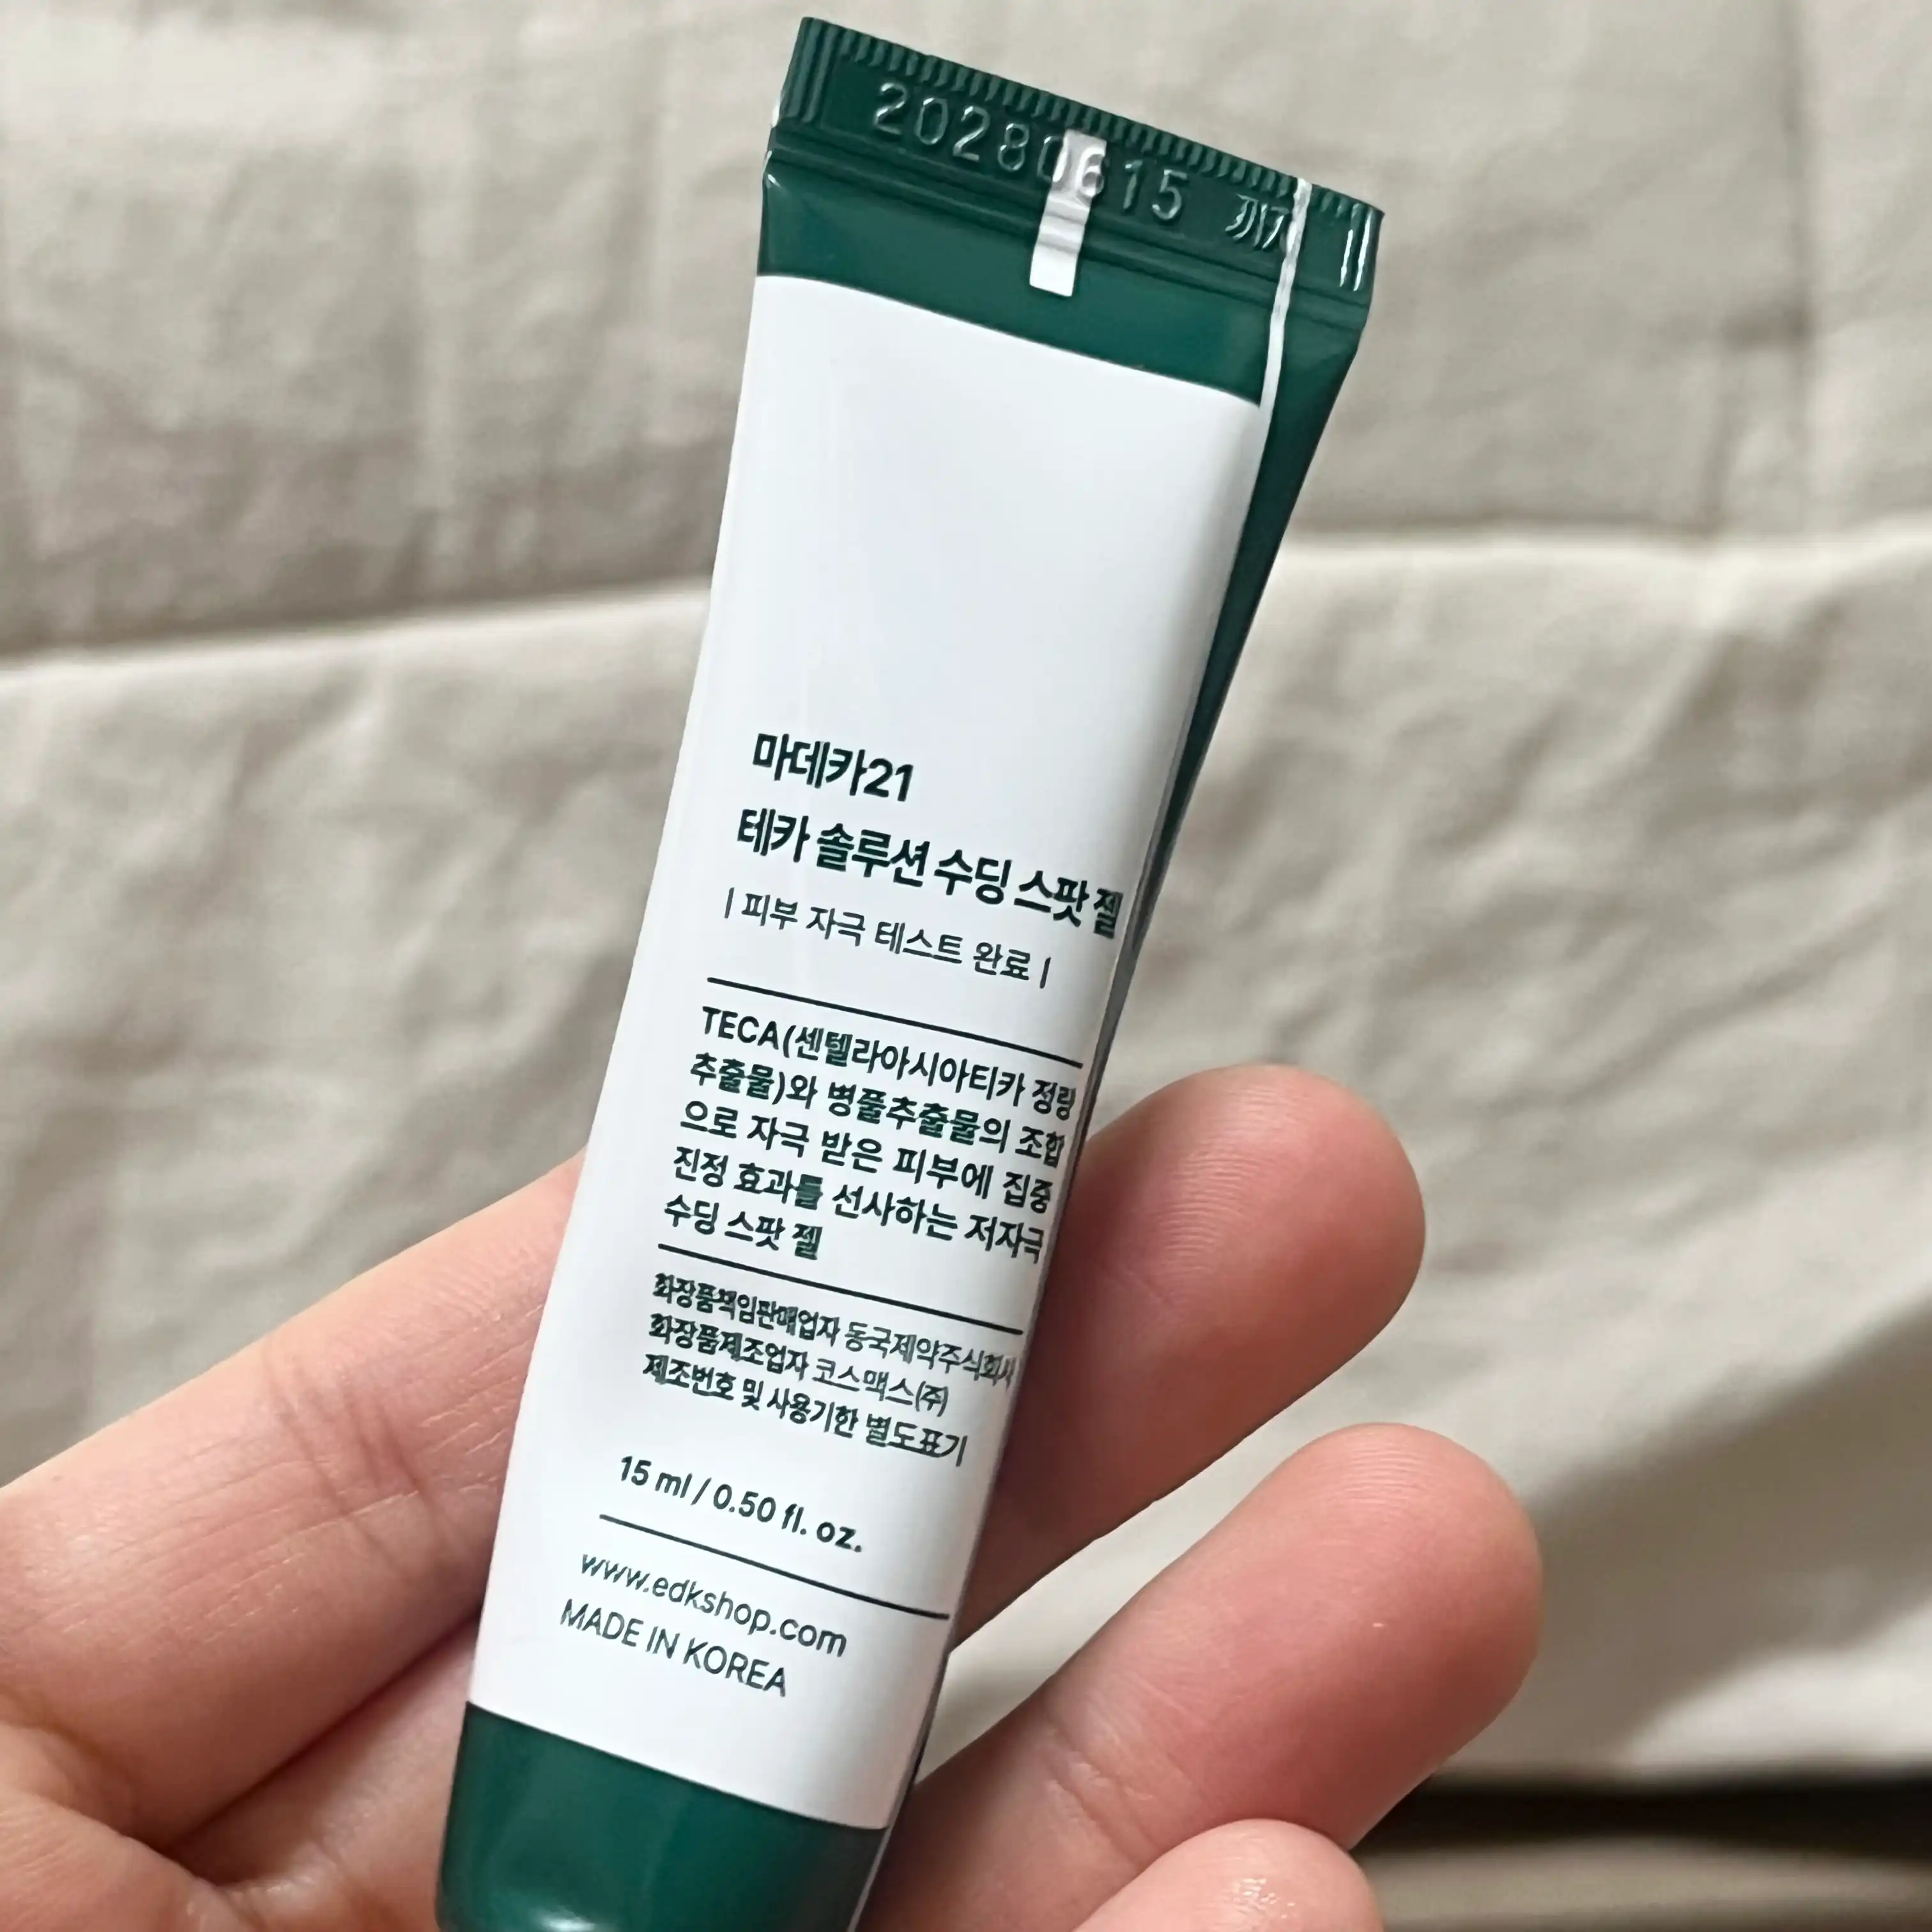 20280615 까지
마데카21
테카 솔루션 수딩 스팟 젤
| 피부 자극 테스트 완료 |
TECA(센텔라아시아티카 정량
추출물)와 병풀추출물의 조합
으로 자극 받은 피부에 집중
진정 효과를 선사하는 저자극
수딩 스팟 젤
화장품책임판매업자 동국제약주식회사
화장품제조업자 코스맥스(주)
제조번호 및 사용기한 별도표기
15 ml / 0.50 fl. oz.
www.edkshop.com
MADE IN KOREA